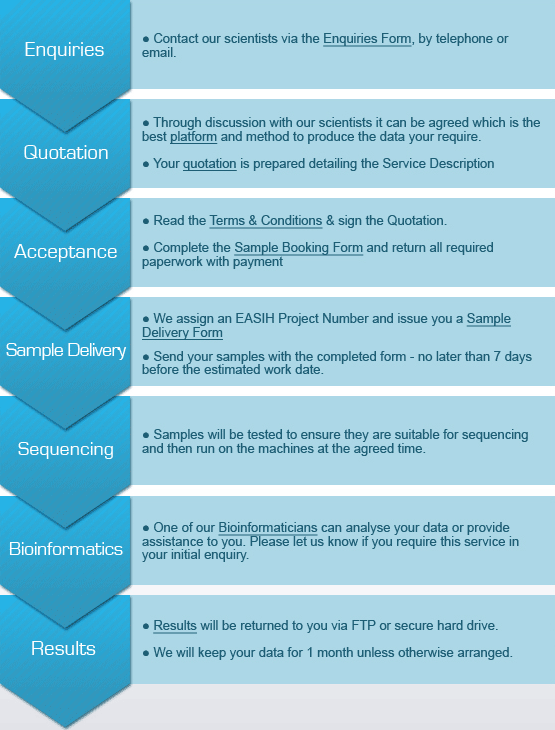 Enquiries
● Contact our scientists via the Enquiries Form, by telephone or
email.
Quotation
● Through discussion with our scientists it can be agreed which is the
best platform and method to produce the data your require.
● Your quotation is prepared detailing the Service Description
Acceptance
● Read the Terms & Conditions & sign the Quotation.
● Complete the Sample Booking Form and return all required
paperwork with payment
Sample Delivery
● We assign an EASIH Project Number and issue you a Sample
Delivery Form
● Send your samples with the completed form - no later than 7 days
before the estimated work date.
Sequencing
● Samples will be tested to ensure they are suitable for sequencing
and then run on the machines at the agreed time.
Bioinformatics
● One of our Bioinformaticians can analyse your data or provide
assistance to you. Please let us know if you require this service in
your initial enquiry.
Results
● Results will be returned to you via FTP or secure hard drive.
● We will keep your data for 1 month unless otherwise arranged.